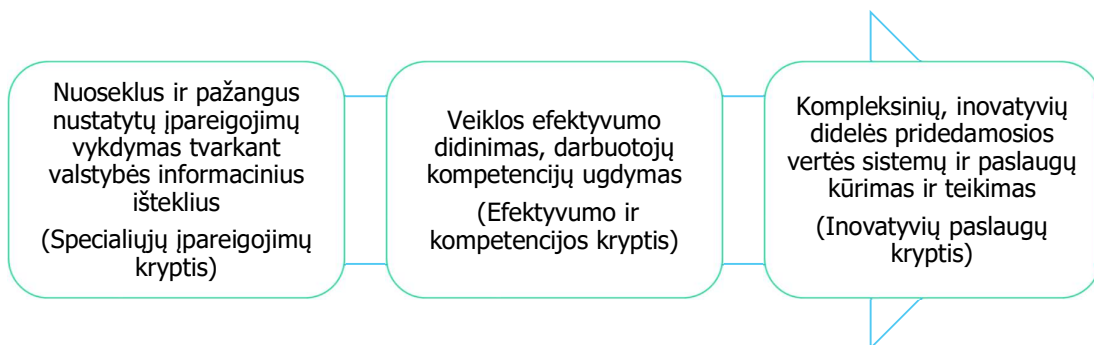 Nuoseklus ir pažangus
nustatytų įpareigojimų
vykdymas tvarkant
valstybės informacinius
išteklius
(Specialiųjų įpareigojimų
kryptis)
Veiklos efektyvumo
didinimas, darbuotojų
kompetencijų ugdymas
(Efektyvumo ir
kompetencijos kryptis)
Kompleksinių, inovatyvių
didelės pridedamosios
vertės sistemų ir paslaugų
kūrimas ir teikimas
(Inovatyvių paslaugų
kryptis)